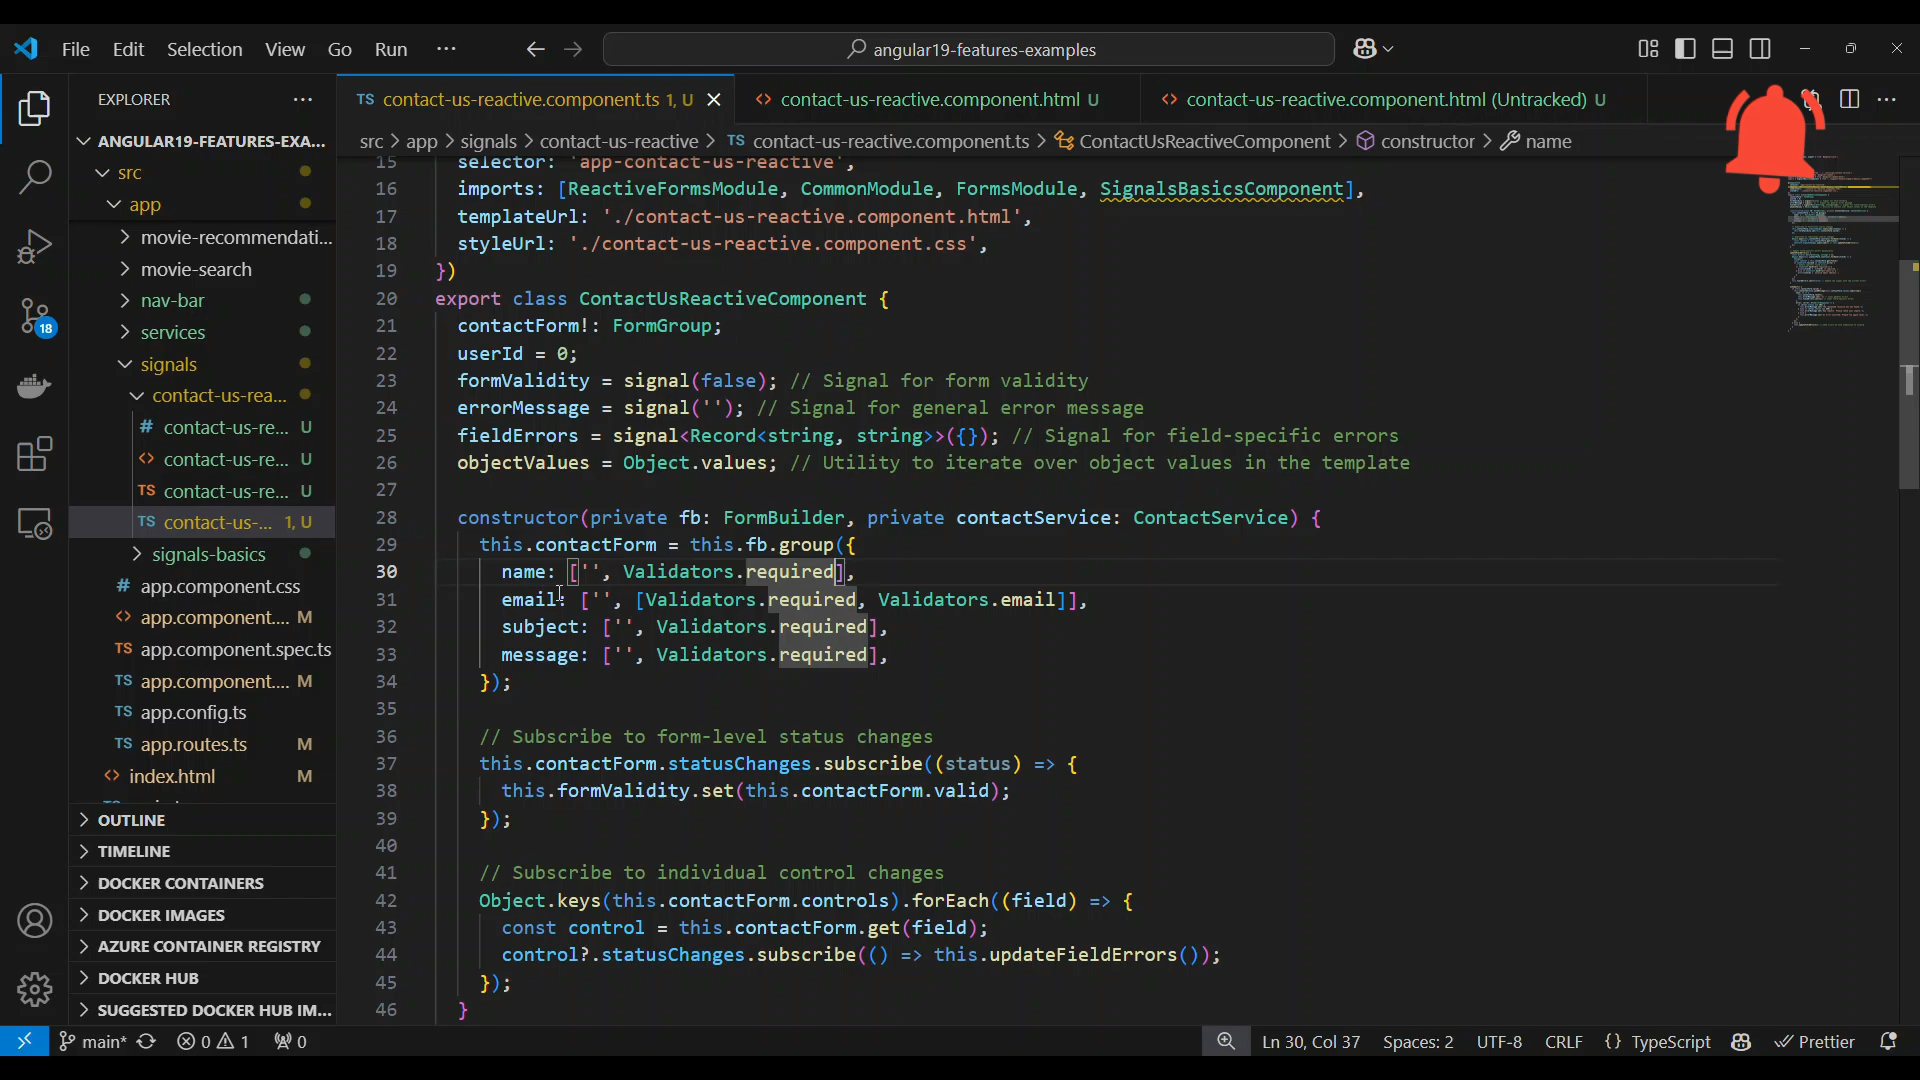 File Edit Selection View Go Run ···
angular19-features-examples
EXPLORER ···
ANGULAR19-FEATURES-EXA...
src
app
movie-recommendati...
movie-search
nav-bar
services
signals
contact-us-rea...
# contact-us-re... U
<> contact-us-re... U
TS contact-us-re... U
TS contact-us-... 1, U
signals-basics
# app.component.css
<> app.component.... M
TS app.component.spec.ts
TS app.component.... M
TS app.config.ts
TS app.routes.ts M
<> index.html M
OUTLINE
TIMELINE
DOCKER CONTAINERS
DOCKER IMAGES
AZURE CONTAINER REGISTRY
DOCKER HUB
SUGGESTED DOCKER HUB IM...
18
TS contact-us-reactive.component.ts 1, U
<> contact-us-reactive.component.html U
<> contact-us-reactive.component.html (Untracked) U
src > app > signals > contact-us-reactive > TS contact-us-reactive.component.ts > ContactUsReactiveComponent > constructor > name
15 selector: 'app-contact-us-reactive',
16 imports: [ReactiveFormsModule, CommonModule, FormsModule, SignalsBasicsComponent],
17 templateUrl: './contact-us-reactive.component.html',
18 styleUrl: './contact-us-reactive.component.css',
19 })
20 export class ContactUsReactiveComponent {
21 contactForm!: FormGroup;
22 userId = 0;
23 formValidity = signal(false); // Signal for form validity
24 errorMessage = signal(''); // Signal for general error message
25 fieldErrors = signal<Record<string, string>>({}); // Signal for field-specific errors
26 objectValues = Object.values; // Utility to iterate over object values in the template
27
28 constructor(private fb: FormBuilder, private contactService: ContactService) {
29 this.contactForm = this.fb.group({
30 name: ['', Validators.required],
31 email: ['', [Validators.required, Validators.email]],
32 subject: ['', Validators.required],
33 message: ['', Validators.required],
34 });
35
36 // Subscribe to form-level status changes
37 this.contactForm.statusChanges.subscribe((status) => {
38 this.formValidity.set(this.contactForm.valid);
39 });
40
41 // Subscribe to individual control changes
42 Object.keys(this.contactForm.controls).forEach((field) => {
43 const control = this.contactForm.get(field);
44 control?.statusChanges.subscribe(() => this.updateFieldErrors());
45 });
46 }
main* 0 1 0
Ln 30, Col 37 Spaces: 2 UTF-8 CRLF {} TypeScript Prettier